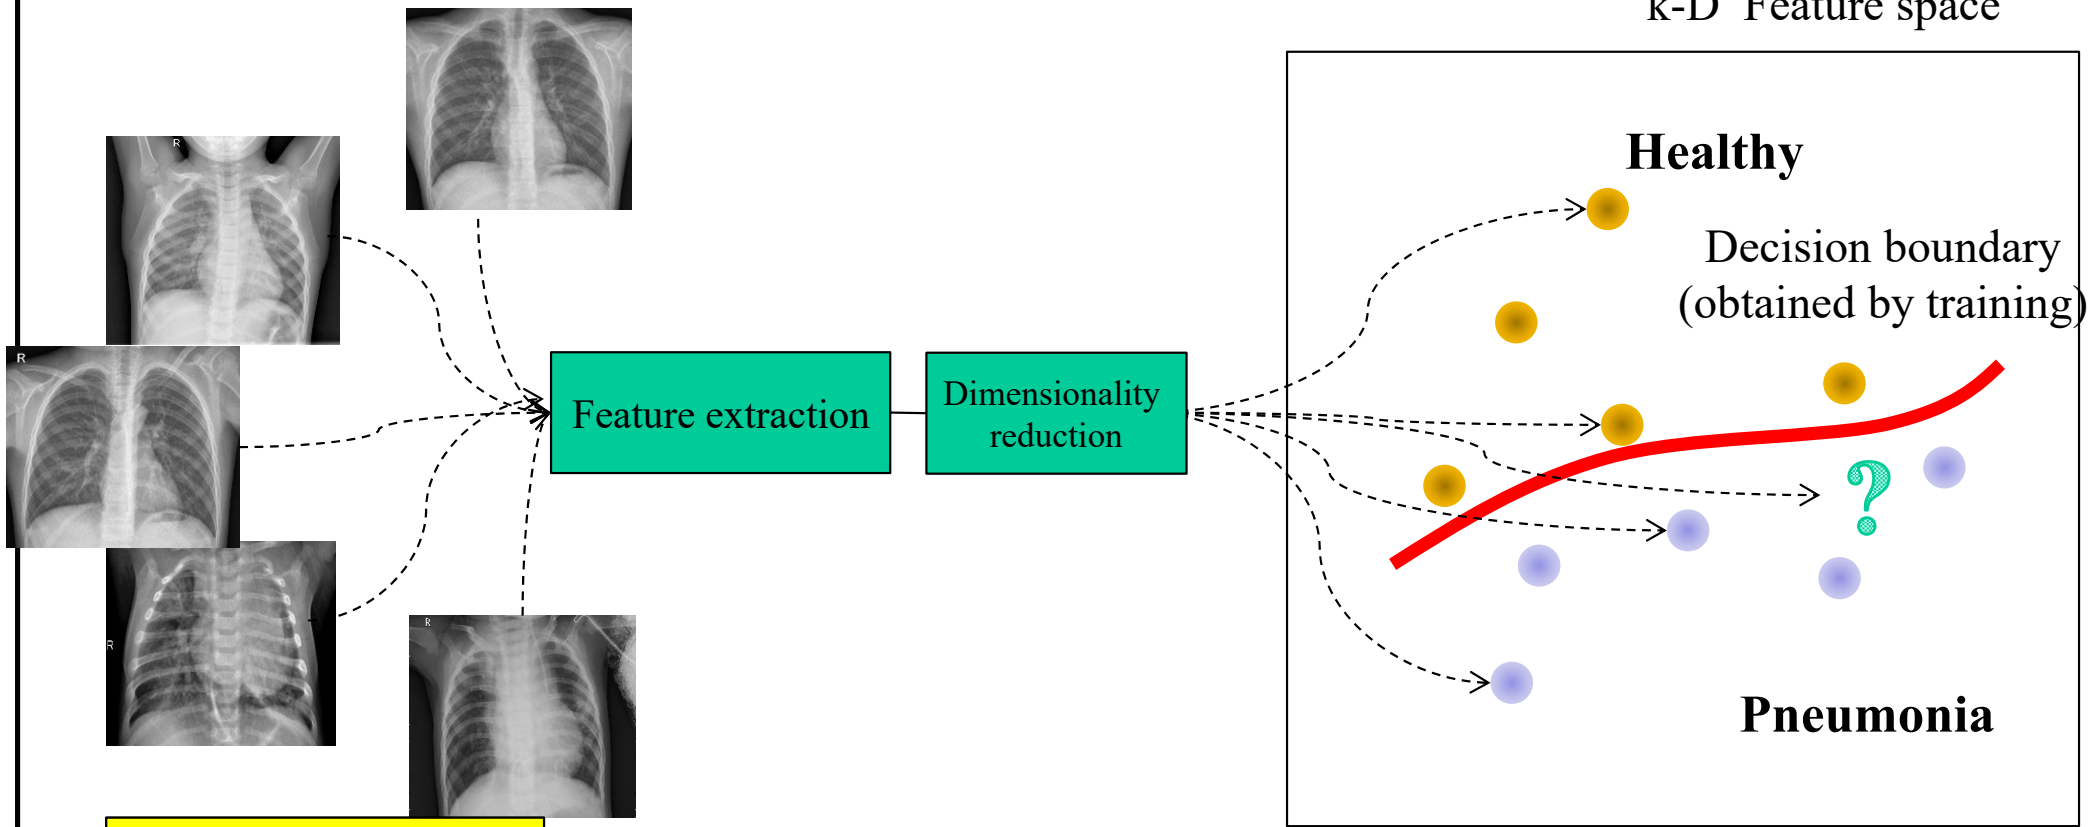 k-D Feature space
R
Healthy
Decision boundary
(obtained by training)
R
Feature extraction
Dimensionality
reduction
?
R
R
Pneumonia